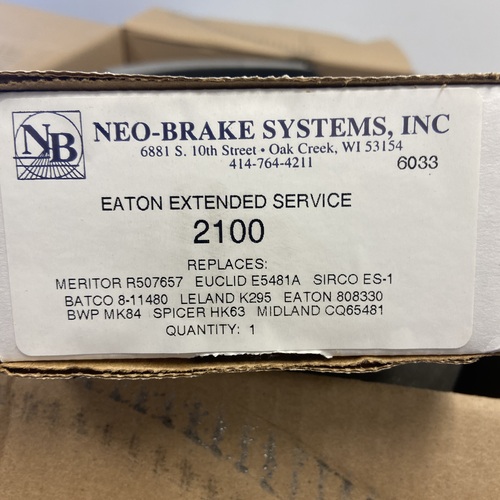 NB
NEO-BRAKE SYSTEMS, INC
6881 S. 10th Street • Oak Creek, WI 53154
414-764-4211
6033
EATON EXTENDED SERVICE
2100
REPLACES:
MERITOR R507657 EUCLID E5481A SIRCO ES-1
BATCO 8-11480 LELAND K295 EATON 808330
BWP MK84 SPICER HK63 MIDLAND CQ65481
QUANTITY: 1